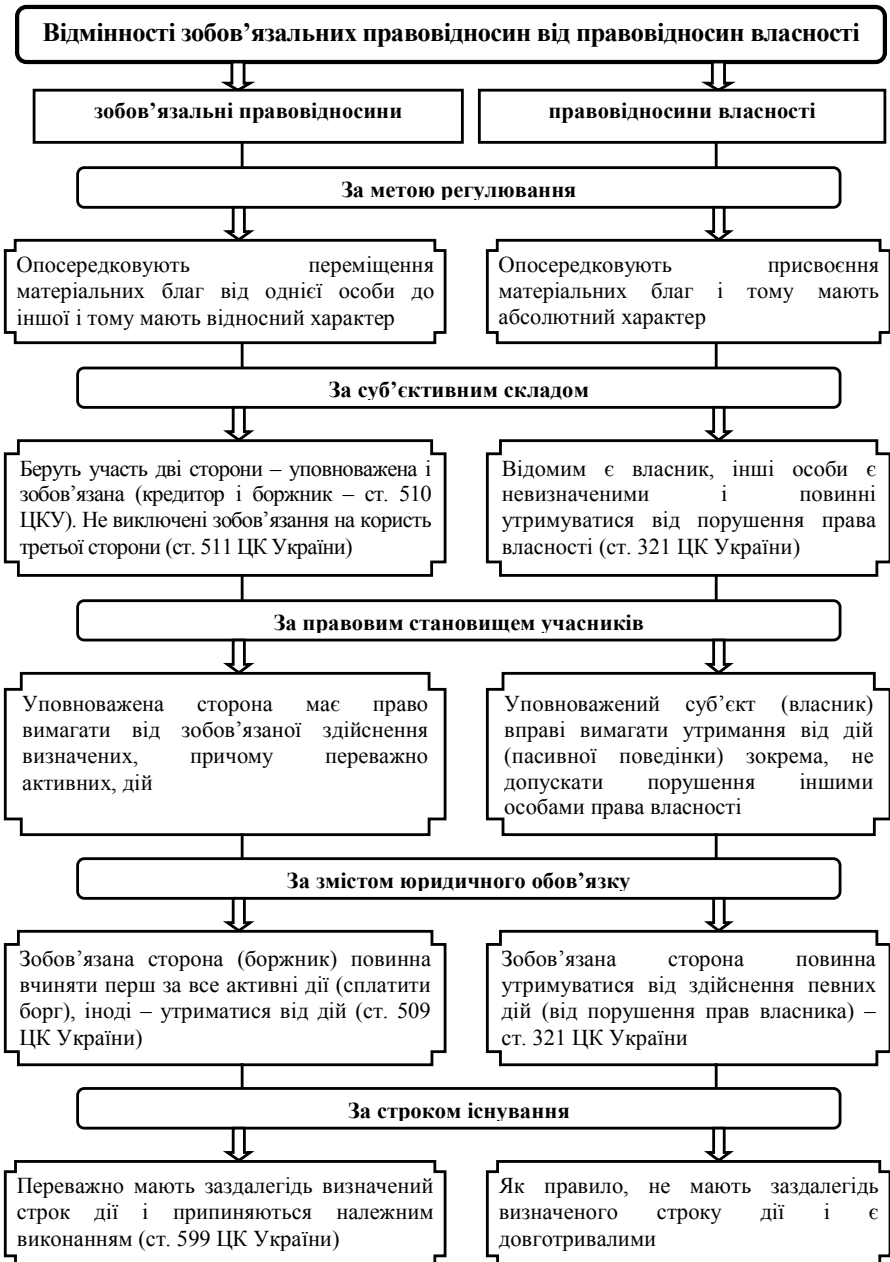 Відмінності зобов’язальних правовідносин від правовідносин власності
зобов’язальні правовідносини
правовідносини власності
За метою регулювання
Опосередковують переміщення
матеріальних благ від однієї особи до
іншої і тому мають відносний характер
Опосередковують присвоєння
матеріальних благ і тому мають
абсолютний характер
За суб’єктивним складом
Беруть участь дві сторони – уповноважена і
зобов’язана (кредитор і боржник – ст. 510
ЦКУ). Не виключені зобов’язання на користь
третьої сторони (ст. 511 ЦК України)
Відомим є власник, інші особи є
невизначеними і повинні
утримуватися від порушення права
власності (ст. 321 ЦК України)
За правовим становищем учасників
Уповноважена сторона має право
вимагати від зобов’язаної здійснення
визначених, причому переважно
активних, дій
Уповноважений суб’єкт (власник)
вправі вимагати утримання від дій
(пасивної поведінки) зокрема, не
допускати порушення іншими
особами права власності
За змістом юридичного обов’язку
Зобов’язана сторона (боржник) повинна
вчиняти перш за все активні дії (сплатити
борг), іноді – утриматися від дій (ст. 509
ЦК України)
Зобов’язана сторона повинна
утримуватися від здійснення певних
дій (від порушення прав власника) –
ст. 321 ЦК України
За строком існування
Переважно мають заздалегідь визначений
строк дії і припиняються належним
виконанням (ст. 599 ЦК України)
Як правило, не мають заздалегідь
визначеного строку дії і є
довготривалими